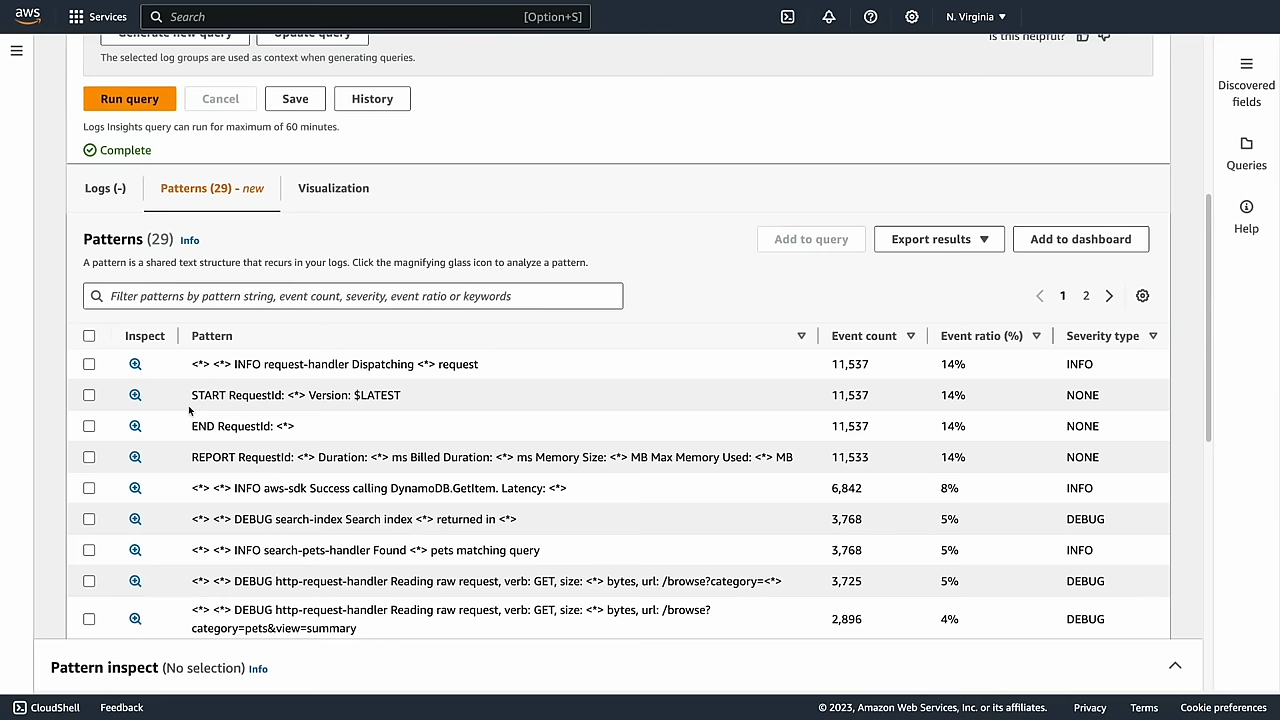 aws
Services
Search
[Option+S]
N. Virginia
Generate new query
Update query
Is this helpful?
The selected log groups are used as context when generating queries.
Run query
Cancel
Save
History
Logs Insights query can run for maximum of 60 minutes.
Complete
Logs (-)
Patterns (29) - new
Visualization
Patterns (29) Info
Add to query
Export results
Add to dashboard
A pattern is a shared text structure that recurs in your logs. Click the magnifying glass icon to analyze a pattern.
Filter patterns by pattern string, event count, severity, event ratio or keywords
1 2
Inspect Pattern Event count Event ratio (%) Severity type
<*> <*> INFO request-handler Dispatching <*> request 11,537 14% INFO
START RequestId: <*> Version: $LATEST 11,537 14% NONE
END RequestId: <*> 11,537 14% NONE
REPORT RequestId: <*> Duration: <*> ms Billed Duration: <*> ms Memory Size: <*> MB Max Memory Used: <*> MB 11,533 14% NONE
<*> <*> INFO aws-sdk Success calling DynamoDB.GetItem. Latency: <*> 6,842 8% INFO
<*> <*> DEBUG search-index Search index <*> returned in <*> 3,768 5% DEBUG
<*> <*> INFO search-pets-handler Found <*> pets matching query 3,768 5% INFO
<*> <*> DEBUG http-request-handler Reading raw request, verb: GET, size: <*> bytes, url: /browse?category=<*> 3,725 5% DEBUG
<*> <*> DEBUG http-request-handler Reading raw request, verb: GET, size: <*> bytes, url: /browse?
category=pets&view=summary 2,896 4% DEBUG
Pattern inspect (No selection) Info
Discovered
fields
Queries
Help
CloudShell
Feedback
© 2023, Amazon Web Services, Inc. or its affiliates.
Privacy
Terms
Cookie preferences